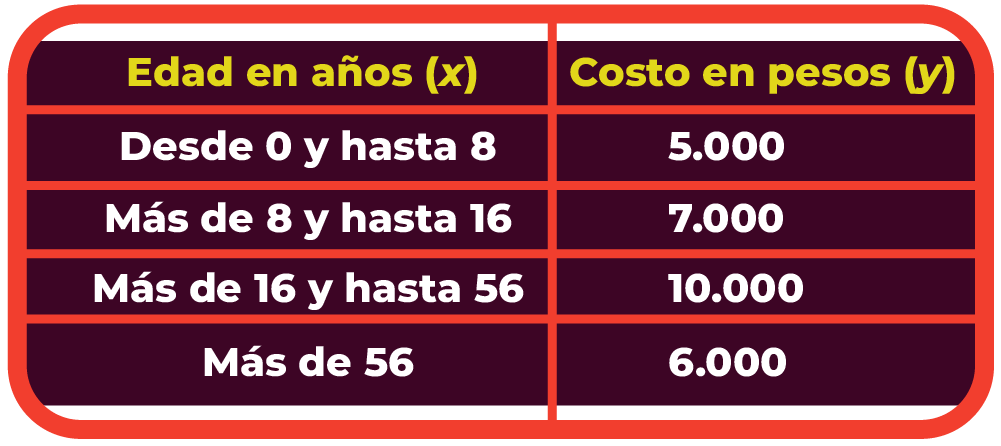 Edad en años (x) Costo en pesos (y)
Desde 0 y hasta 8 5.000
Más de 8 y hasta 16 7.000
Más de 16 y hasta 56 10.000
Más de 56 6.000